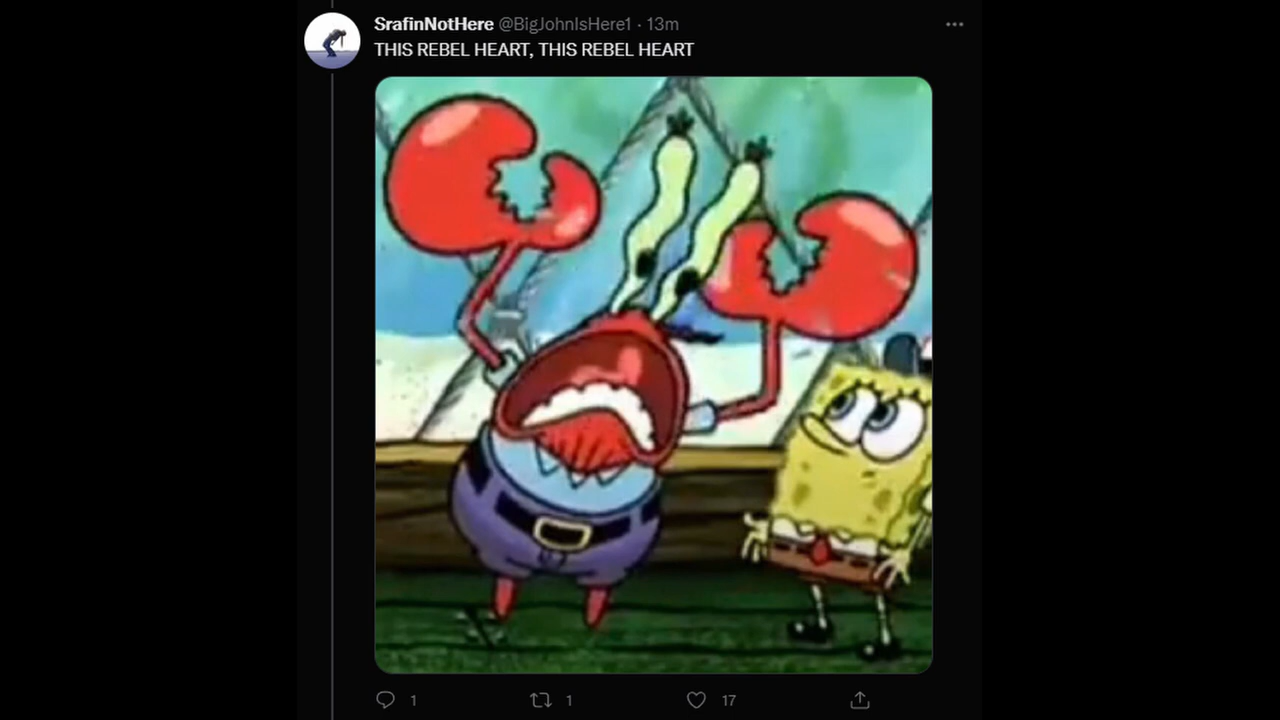 SrafinNotHere @BigJohnIsHere1 · 13m
THIS REBEL HEART, THIS REBEL HEART
1 1 17